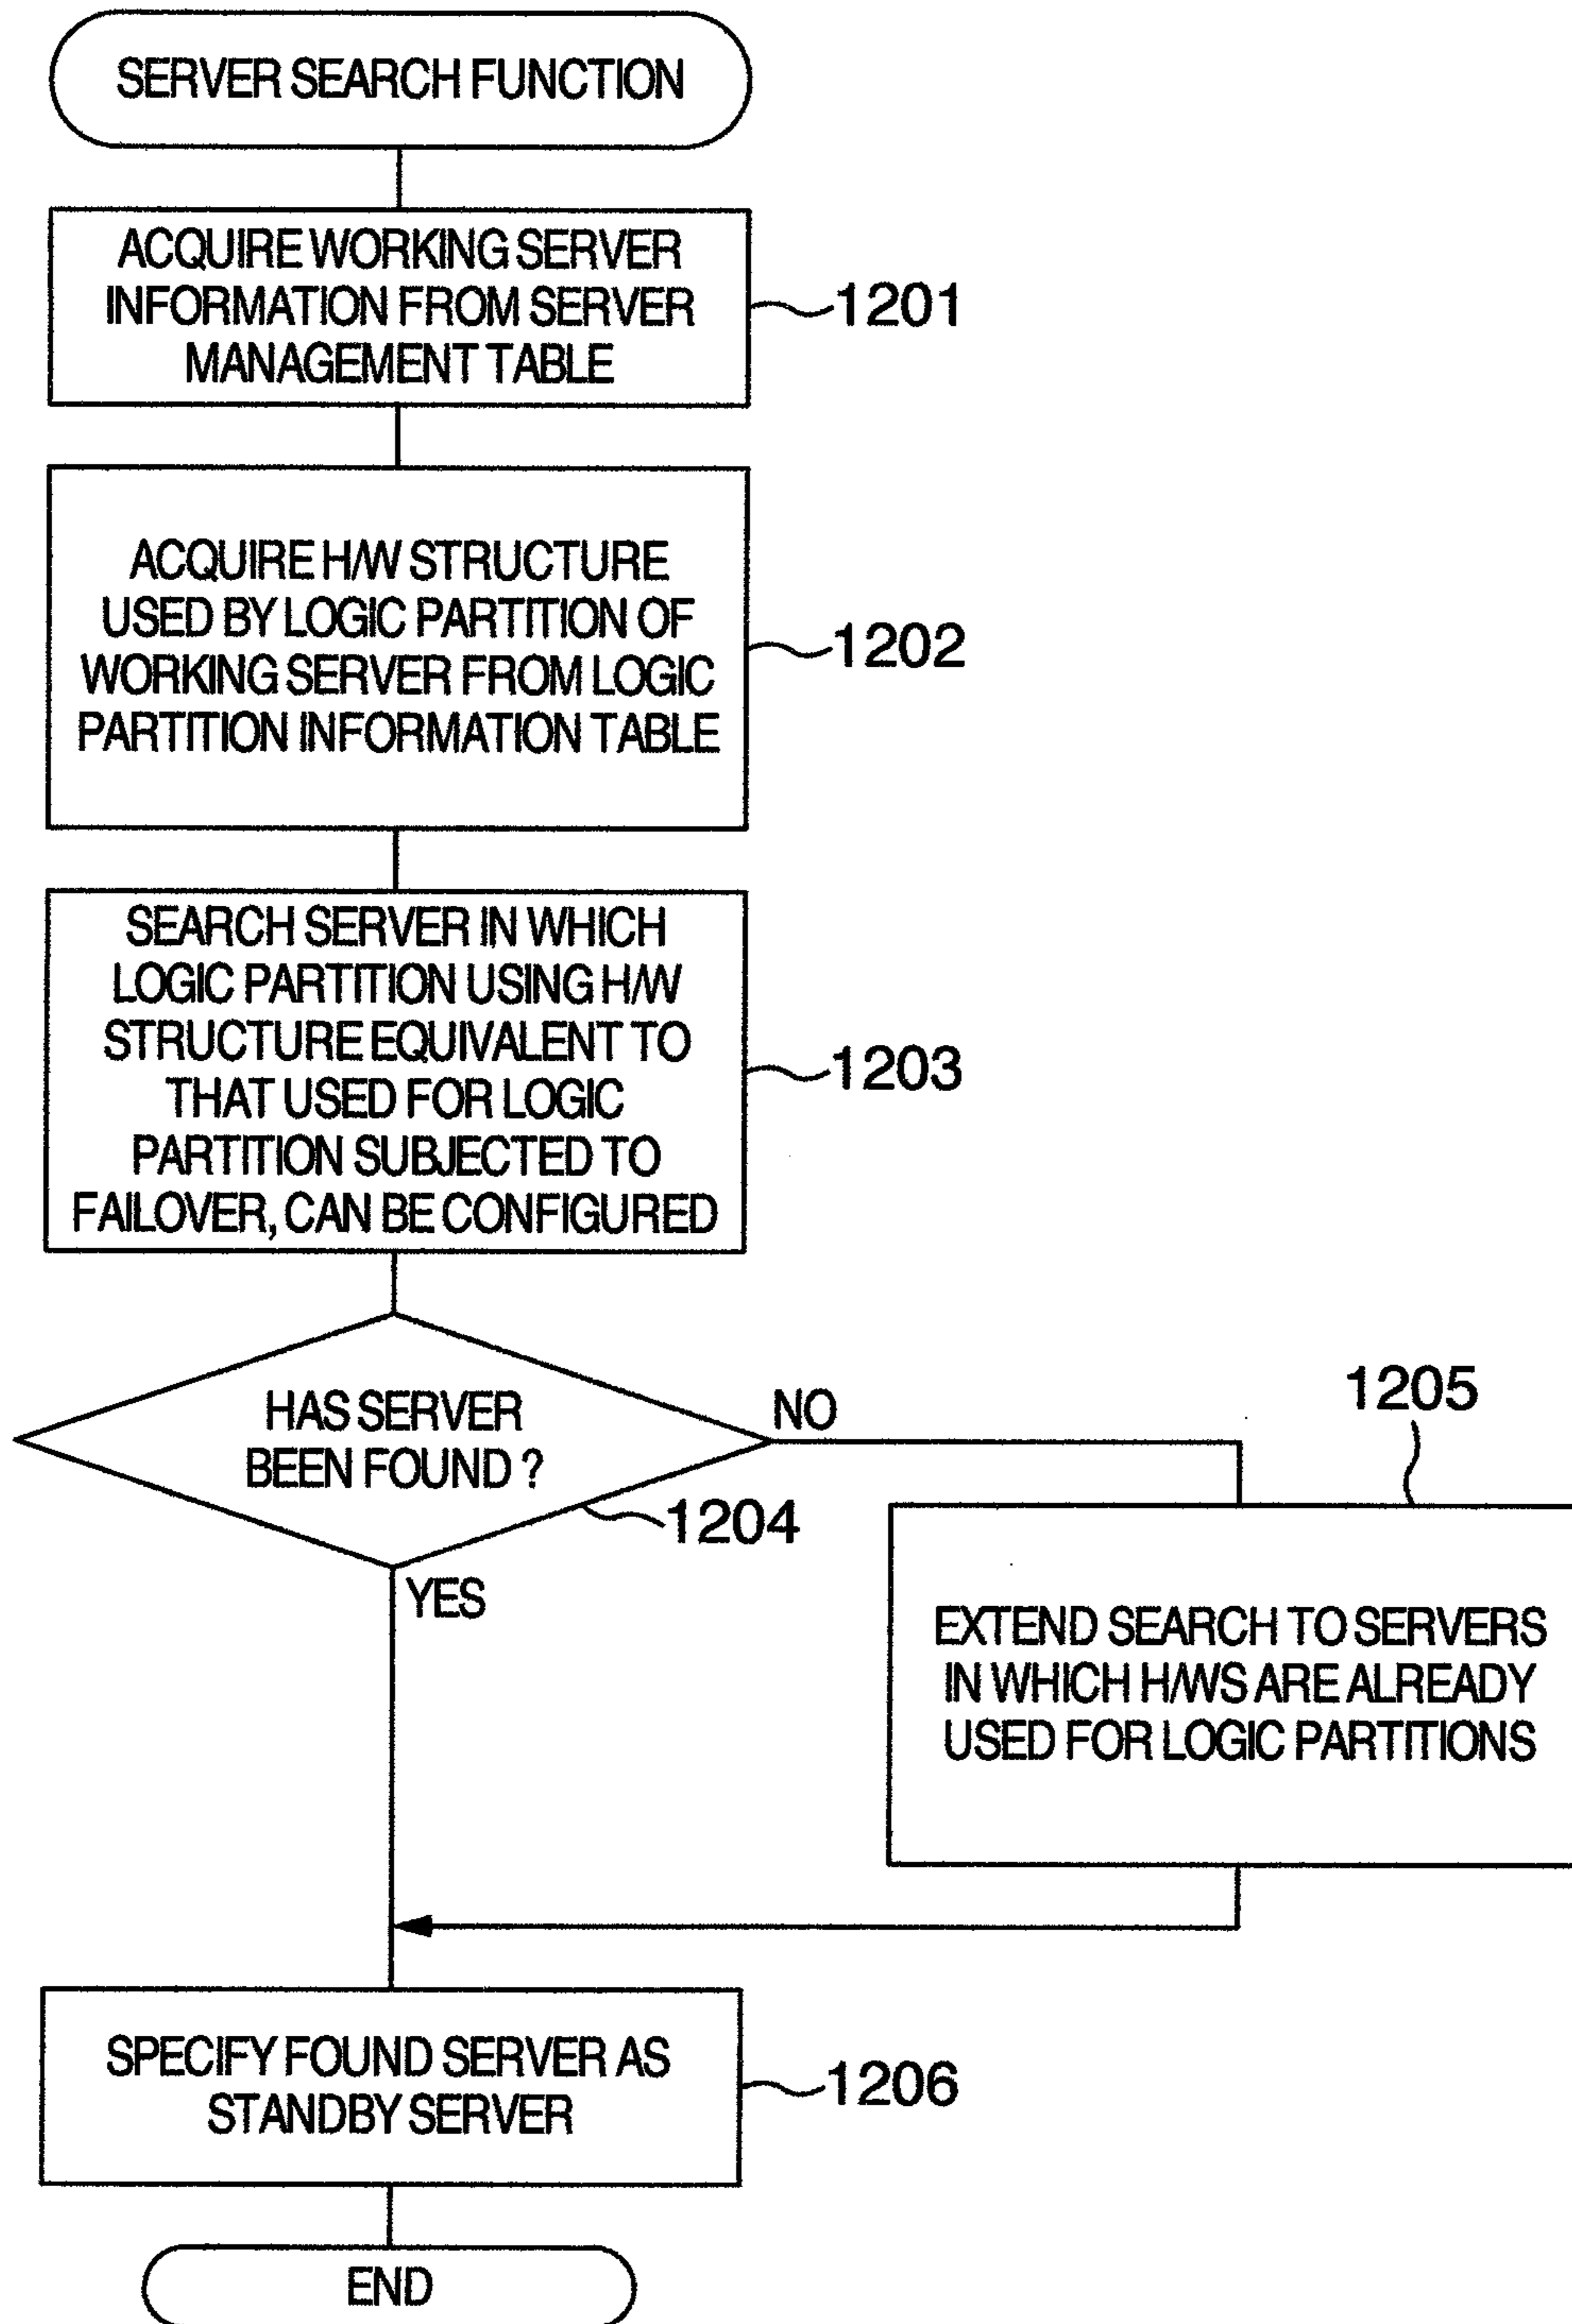 SERVER SEARCH FUNCTION
ACQUIRE WORKING SERVER
INFORMATION FROM SERVER
MANAGEMENT TABLE
1201
ACQUIRE H/W STRUCTURE
USED BY LOGIC PARTITION OF
WORKING SERVER FROM LOGIC
PARTITION INFORMATION TABLE
1202
SEARCH SERVER IN WHICH
LOGIC PARTITION USING H/W
STRUCTURE EQUIVALENT TO
THAT USED FOR LOGIC
PARTITION SUBJECTED TO
FAILOVER, CAN BE CONFIGURED
1203
HAS SERVER
BEEN FOUND ?
1204
NO
YES
1205
EXTEND SEARCH TO SERVERS
IN WHICH H/WS ARE ALREADY
USED FOR LOGIC PARTITIONS
SPECIFY FOUND SERVER AS
STANDBY SERVER
1206
END